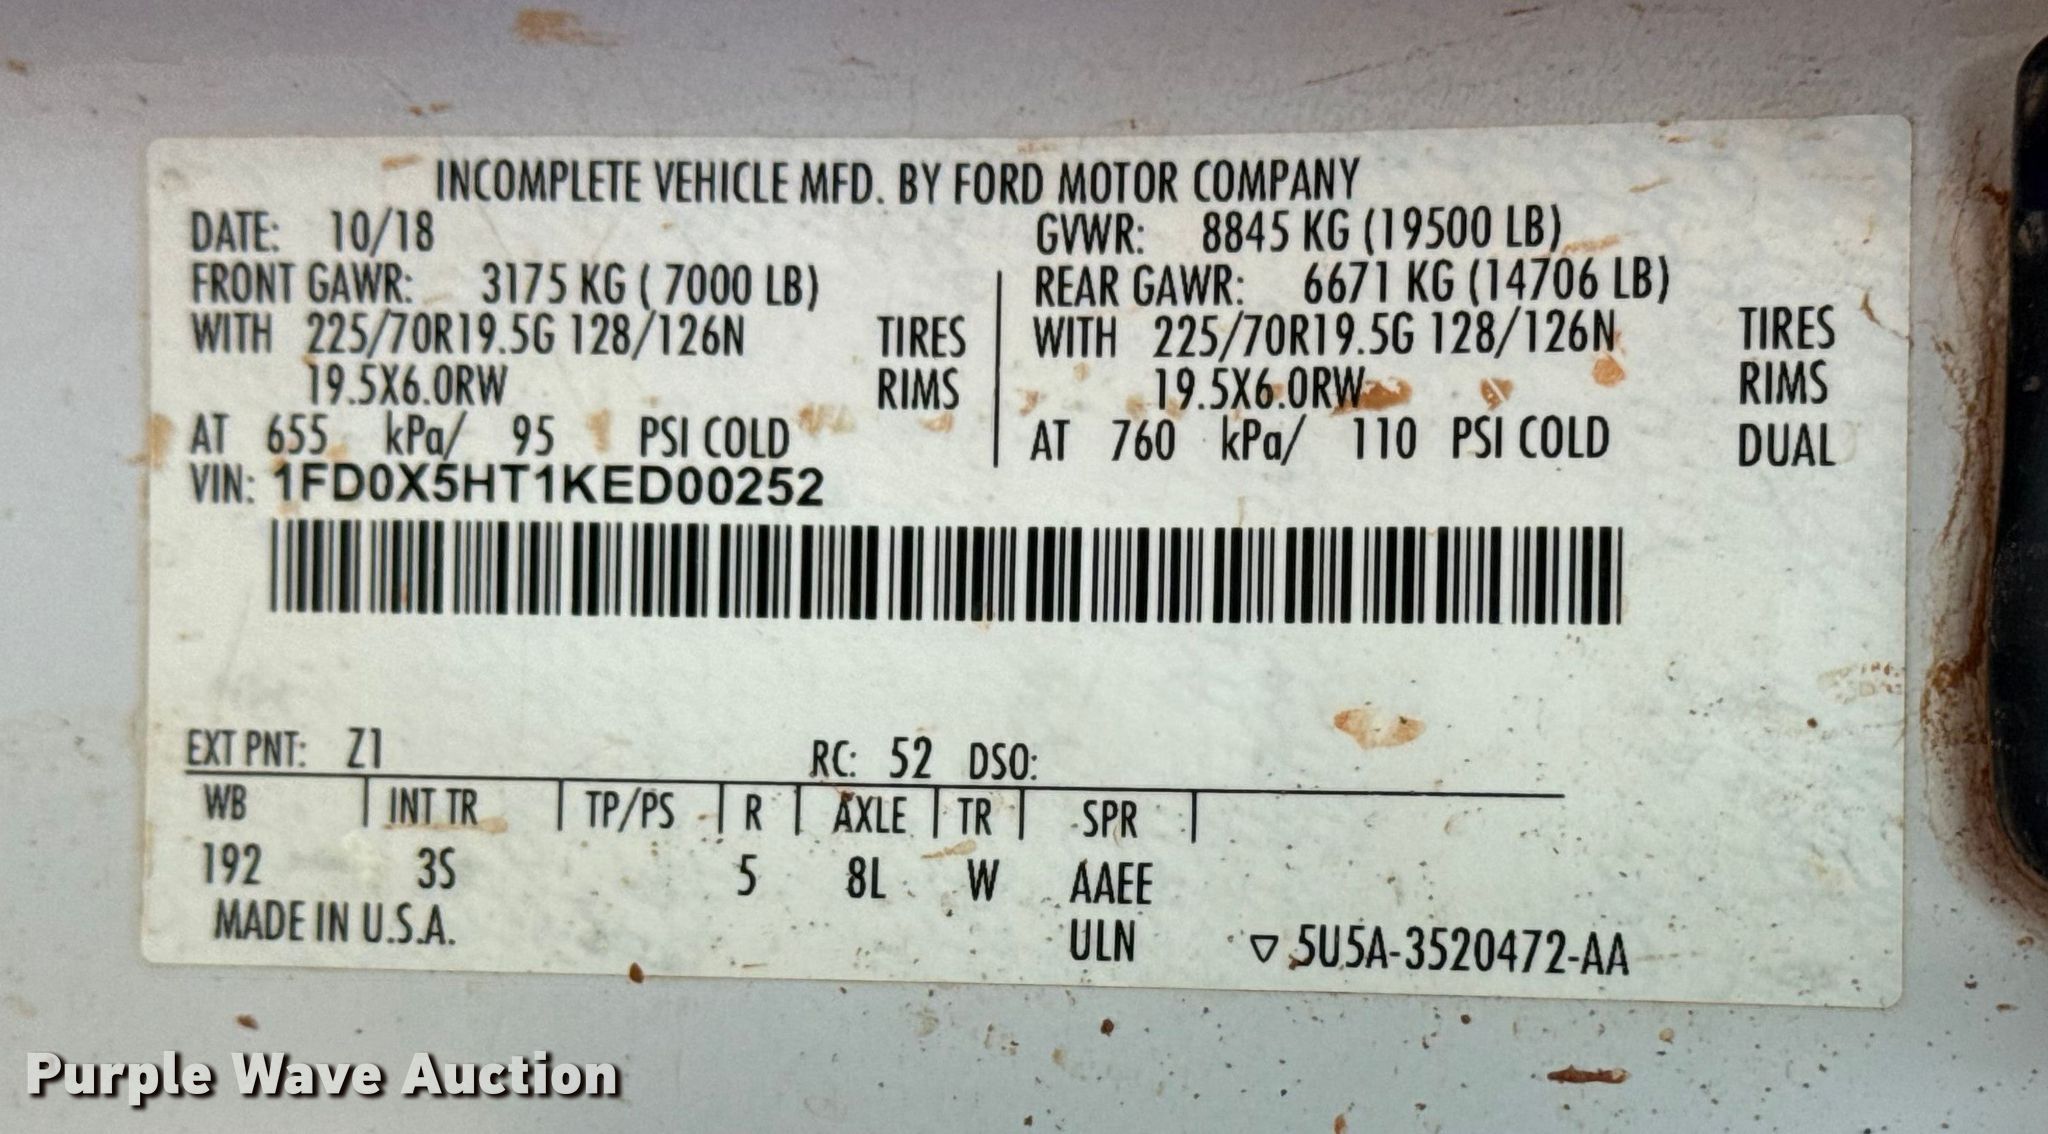 INCOMPLETE VEHICLE MFD. BY FORD MOTOR COMPANY
DATE: 10/18 GVWR: 8845 KG (19500 LB)
FRONT GAWR: 3175 KG ( 7000 LB) REAR GAWR: 6671 KG (14706 LB)
WITH 225/70R19.5G 128/126N TIRES WITH 225/70R19.5G 128/126N TIRES
19.5X6.0RW RIMS 19.5X6.0RW RIMS
AT 655 kPa/ 95 PSI COLD AT 760 kPa/ 110 PSI COLD DUAL
VIN: 1FD0X5HT1KED00252
EXT PNT: Z1 RC: 52 DSO:
WB INT TR TP/PS R AXLE TR SPR
192 3S 5 8L W AAEE
MADE IN U.S.A. ULN ▽ 5U5A-3520472-AA
Purple Wave Auction